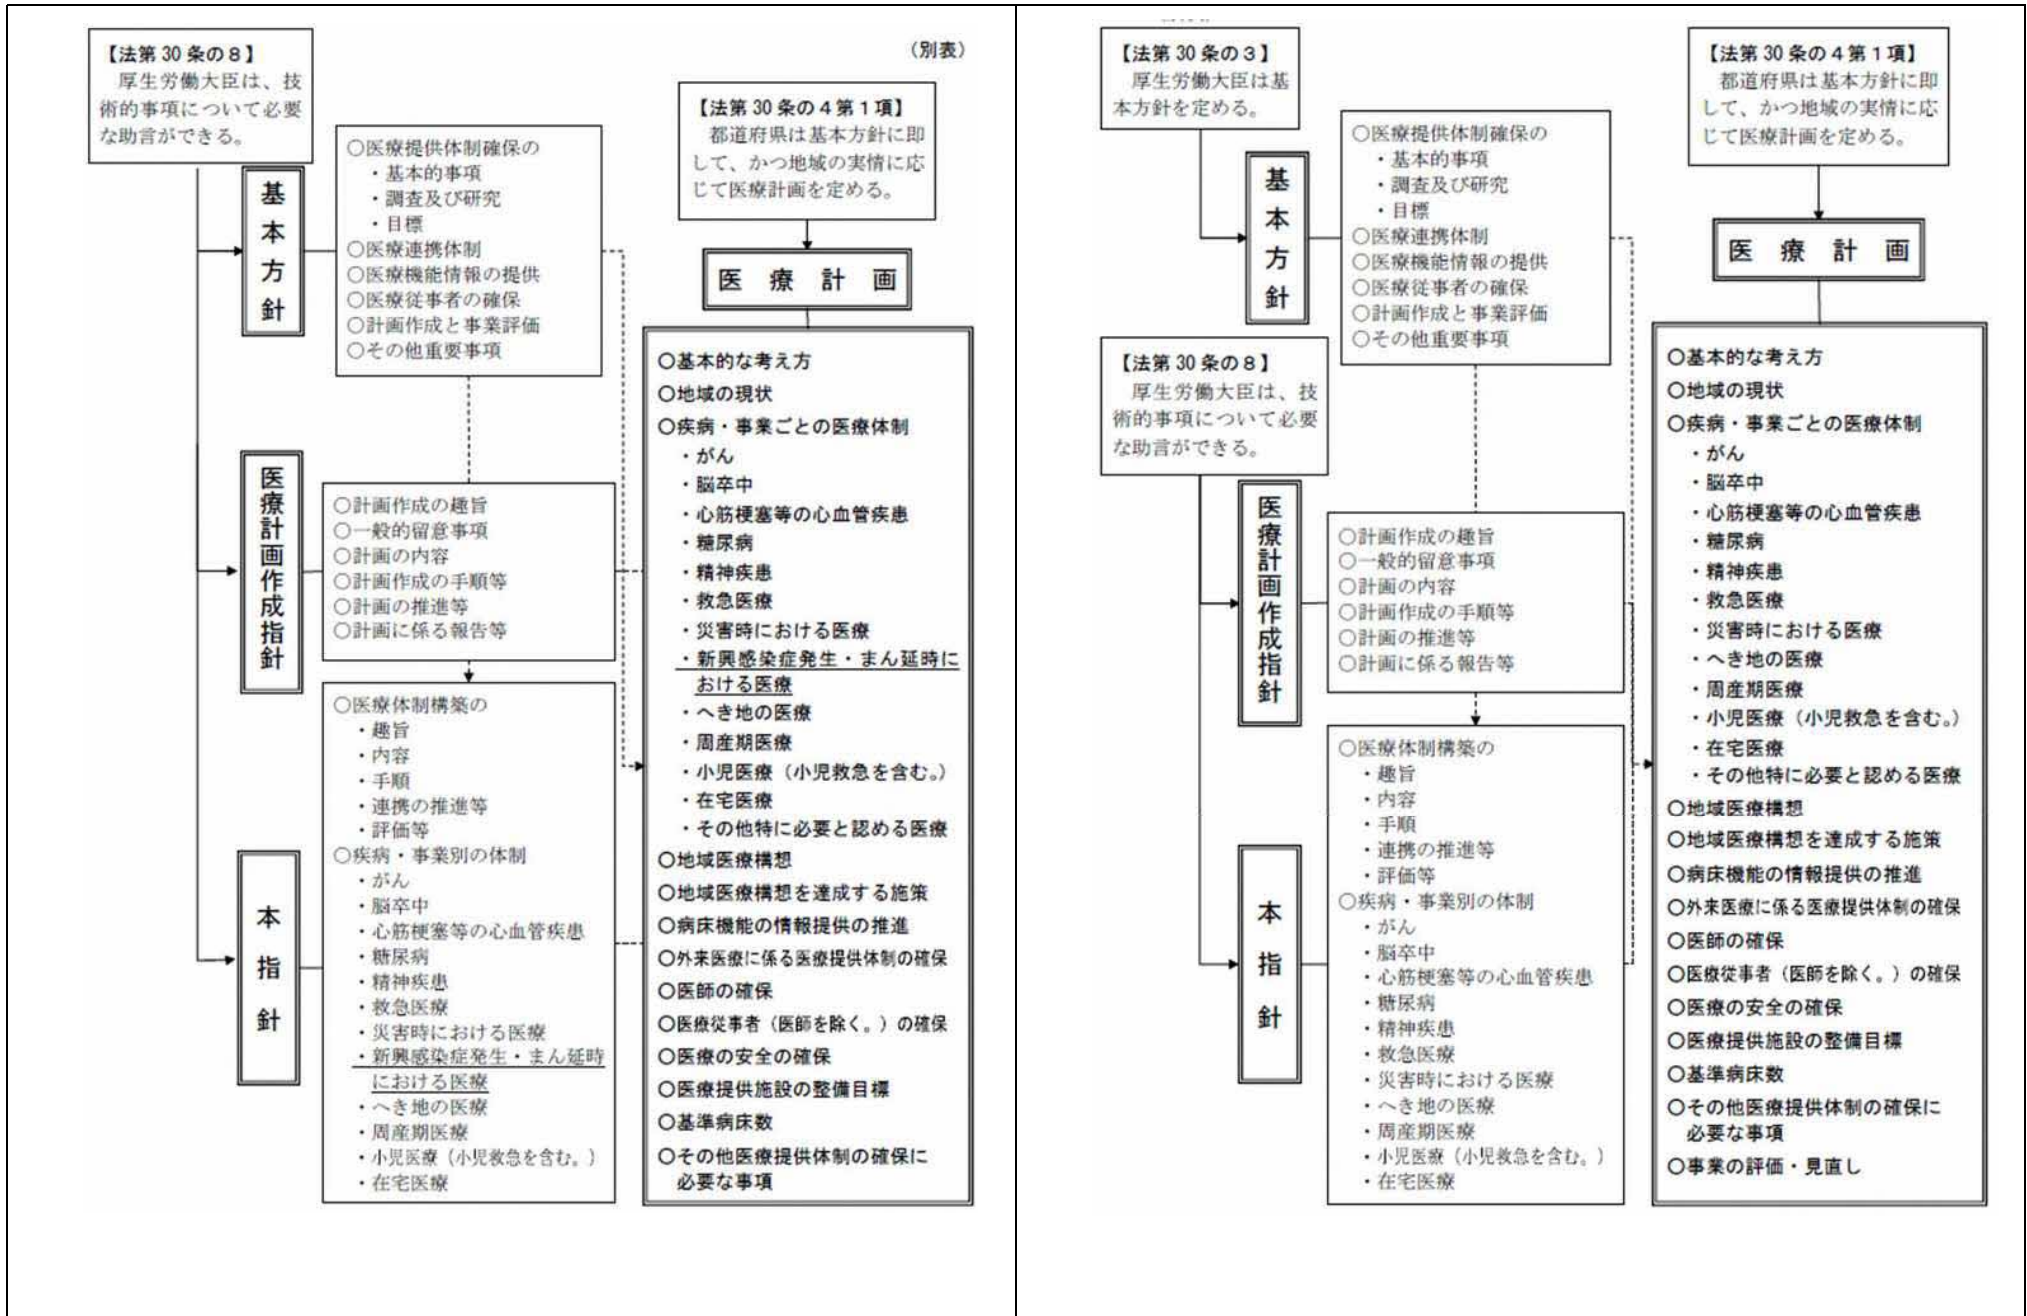 【法第30条の8】
厚生労働大臣は、技
術的事項について必要
な助言ができる。
（別表）
【法第30条の4第1項】
都道府県は基本方針に即
して、かつ地域の実情に応
じて医療計画を定める。
基本方針
○医療提供体制確保の
・基本的事項
・調査及び研究
・目標
○医療連携体制
○医療機能情報の提供
○医療従事者の確保
○計画作成と事業評価
○その他重要事項
医療計画
医療計画作成指針
○計画作成の趣旨
○一般的留意事項
○計画の内容
○計画作成の手順等
○計画の推進等
○計画に係る報告等
本指針
○医療体制構築の
・趣旨
・内容
・手順
・連携の推進等
・評価等
○疾病・事業別の体制
・がん
・脳卒中
・心筋梗塞等の心血管疾患
・糖尿病
・精神疾患
・救急医療
・災害時における医療
・新興感染症発生・まん延時
における医療
・へき地の医療
・周産期医療
・小児医療（小児救急を含む。）
・在宅医療
○基本的な考え方
○地域の現状
○疾病・事業ごとの医療体制
・がん
・脳卒中
・心筋梗塞等の心血管疾患
・糖尿病
・精神疾患
・救急医療
・災害時における医療
・新興感染症発生・まん延時に
おける医療
・へき地の医療
・周産期医療
・小児医療（小児救急を含む。）
・在宅医療
・その他特に必要と認める医療
○地域医療構想
○地域医療構想を達成する施策
○病床機能の情報提供の推進
○外来医療に係る医療提供体制の確保
○医師の確保
○医療従事者（医師を除く。）の確保
○医療の安全の確保
○医療提供施設の整備目標
○基準病床数
○その他医療提供体制の確保に
必要な事項
【法第30条の3】
厚生労働大臣は基
本方針を定める。
【法第30条の4第1項】
都道府県は基本方針に即
して、かつ地域の実情に応
じて医療計画を定める。
基本方針
○医療提供体制確保の
・基本的事項
・調査及び研究
・目標
○医療連携体制
○医療機能情報の提供
○医療従事者の確保
○計画作成と事業評価
○その他重要事項
医療計画
【法第30条の8】
厚生労働大臣は、技
術的事項について必要
な助言ができる。
医療計画作成指針
○計画作成の趣旨
○一般的留意事項
○計画の内容
○計画作成の手順等
○計画の推進等
○計画に係る報告等
本指針
○医療体制構築の
・趣旨
・内容
・手順
・連携の推進等
・評価等
○疾病・事業別の体制
・がん
・脳卒中
・心筋梗塞等の心血管疾患
・糖尿病
・精神疾患
・救急医療
・災害時における医療
・へき地の医療
・周産期医療
・小児医療（小児救急を含む。）
・在宅医療
○基本的な考え方
○地域の現状
○疾病・事業ごとの医療体制
・がん
・脳卒中
・心筋梗塞等の心血管疾患
・糖尿病
・精神疾患
・救急医療
・災害時における医療
・へき地の医療
・周産期医療
・小児医療（小児救急を含む。）
・在宅医療
・その他特に必要と認める医療
○地域医療構想
○地域医療構想を達成する施策
○病床機能の情報提供の推進
○外来医療に係る医療提供体制の確保
○医師の確保
○医療従事者（医師を除く。）の確保
○医療の安全の確保
○医療提供施設の整備目標
○基準病床数
○その他医療提供体制の確保に
必要な事項
○事業の評価・見直し